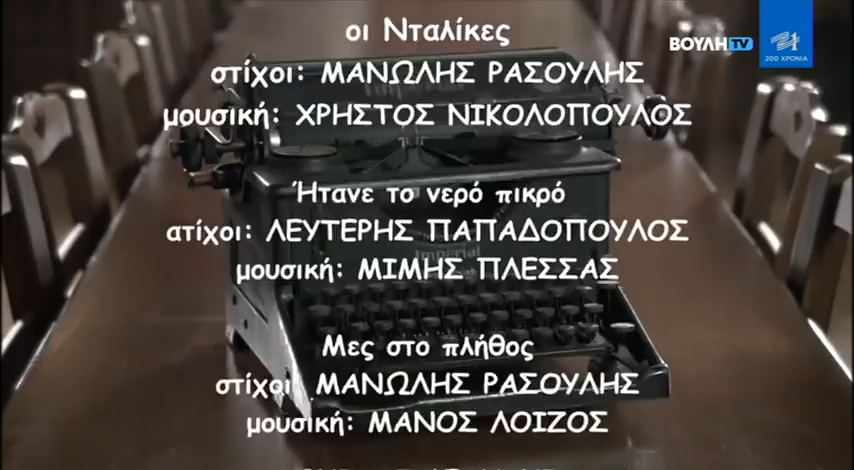 οι Νταλίκες
ΒΟΥΛΗ TV
200 ΧΡΟΝΙΑ
στίχοι: ΜΑΝΩΛΗΣ ΡΑΣΟΥΛΗΣ
μουσική: ΧΡΗΣΤΟΣ ΝΙΚΟΛΟΠΟΥΛΟΣ
Ήτανε το νερό πικρό
ατίχοι: ΛΕΥΤΕΡΗΣ ΠΑΠΑΔΟΠΟΥΛΟΣ
Imperial
μουσική: ΜΙΜΗΣ ΠΛΕΣΣΑΣ
Μες στο πλήθος
στίχοι: ΜΑΝΩΛΗΣ ΡΑΣΟΥΛΗΣ
μουσική: ΜΑΝΟΣ ΛΟΙΖΟΣ